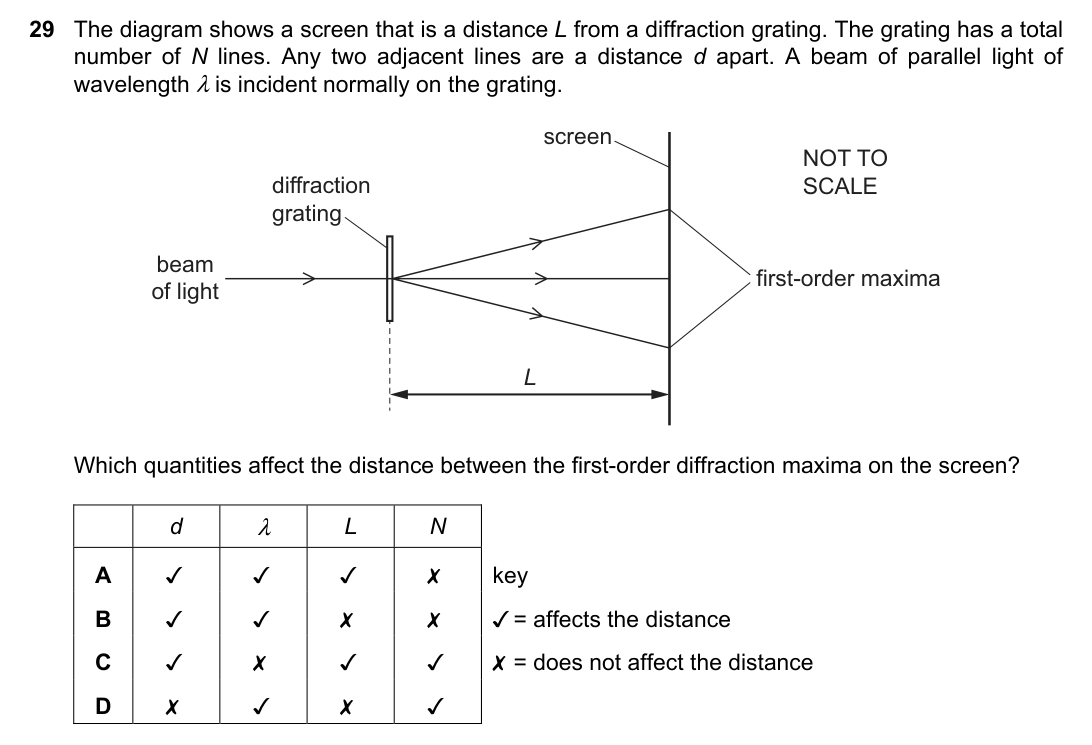 29 The diagram shows a screen that is a distance L from a diffraction grating. The grating has a total
number of N lines. Any two adjacent lines are a distance d apart. A beam of parallel light of
wavelength λ is incident normally on the grating.
screen
NOT TO
SCALE
diffraction
grating
beam
of light
first-order maxima
L
Which quantities affect the distance between the first-order diffraction maxima on the screen?
d λ L N
A ✓ ✓ ✓ ✗ key
B ✓ ✓ ✗ ✗ ✓ = affects the distance
C ✓ ✗ ✓ ✓ ✗ = does not affect the distance
D ✗ ✓ ✗ ✓